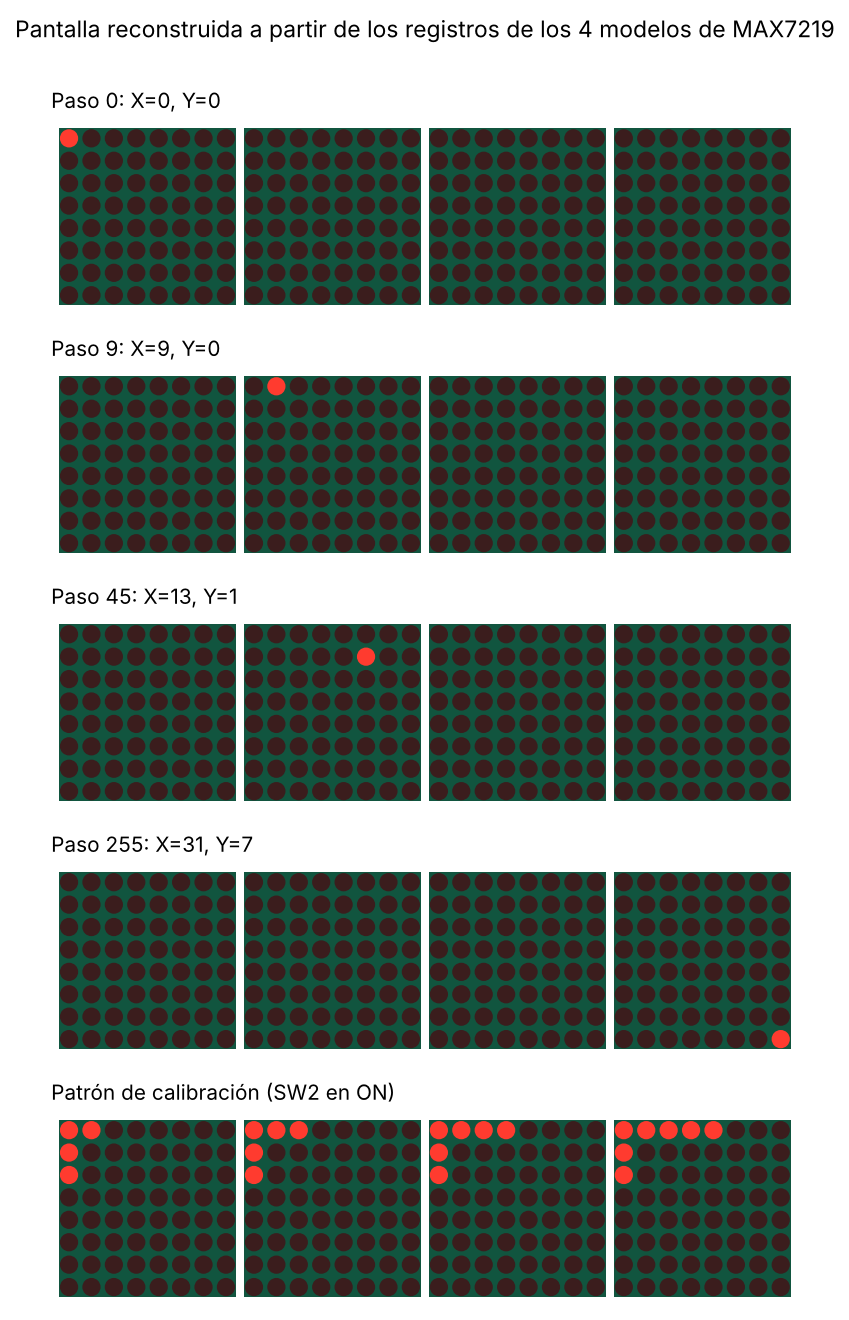 Pantalla reconstruida a partir de los registros de los 4 modelos de MAX7219
Paso 0: X=0, Y=0
Paso 9: X=9, Y=0
Paso 45: X=13, Y=1
Paso 255: X=31, Y=7
Patrón de calibración (SW2 en ON)